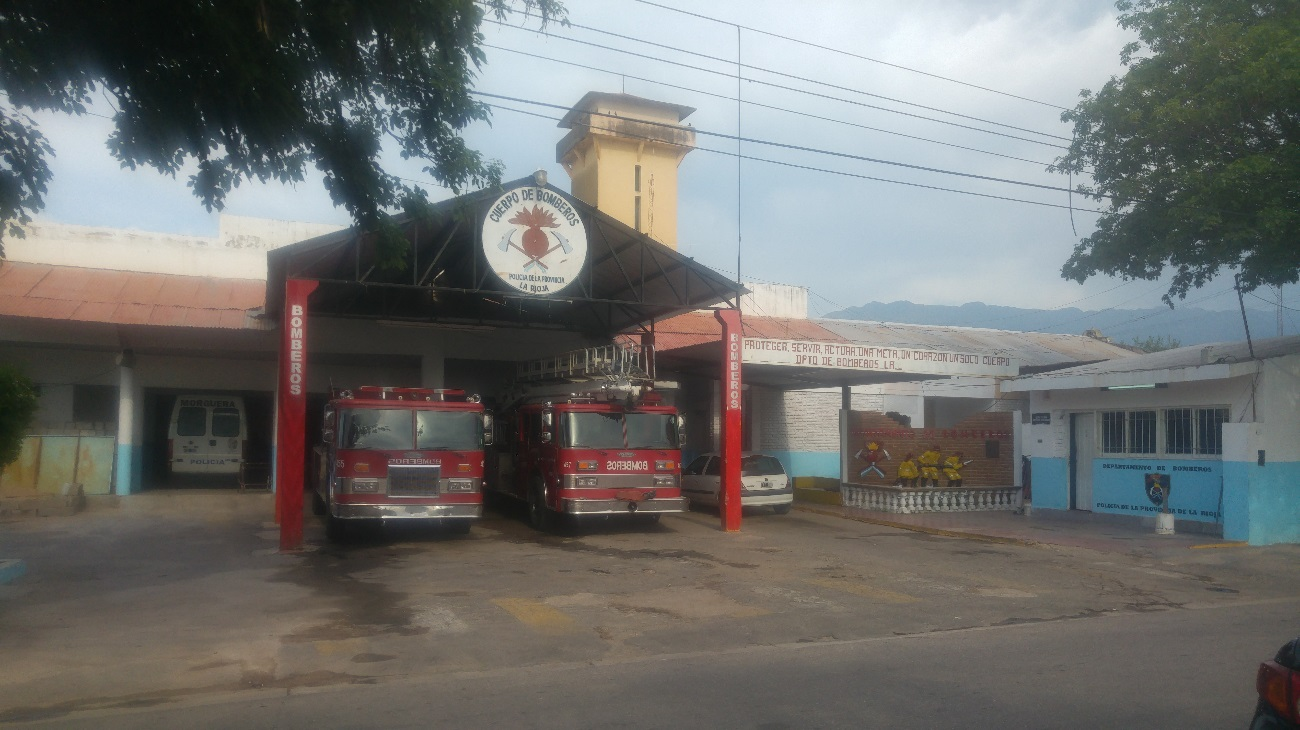 CUERPO DE BOMBEROS
POLICIA DE LA PROVINCIA
LA RIOJA
BOMBEROS
BOMBEROS
PROTEGER, SERVIR, ACTUAR, UNA META, UN CORAZON UN SOLO CUERPO
DPTO DE BOMBEROS L.R.
MORGUERA
POLICIA
BOMBEROS
BOMBEROS
DEPARTAMENTO DE BOMBEROS
POLICIA DE LA PROVINCIA DE LA RIOJA